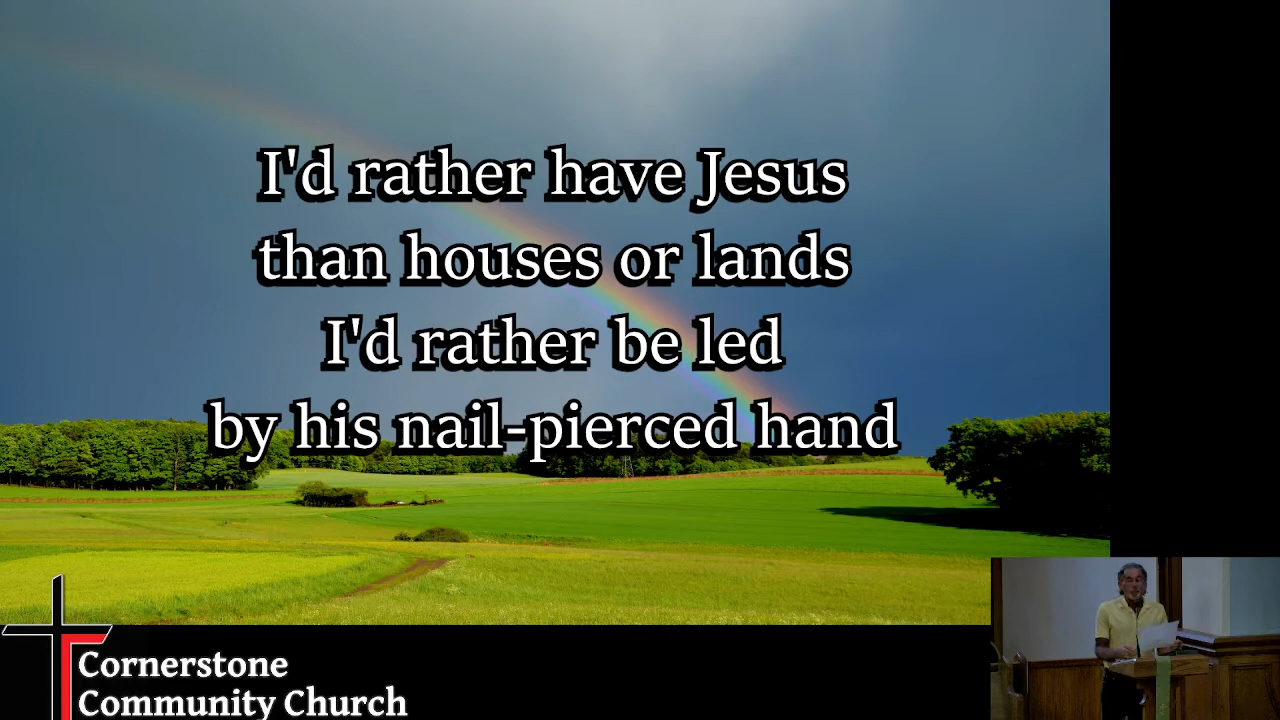 I'd rather have Jesus
than houses or lands
I'd rather be led
by his nail-pierced hand
Cornerstone
Community Church